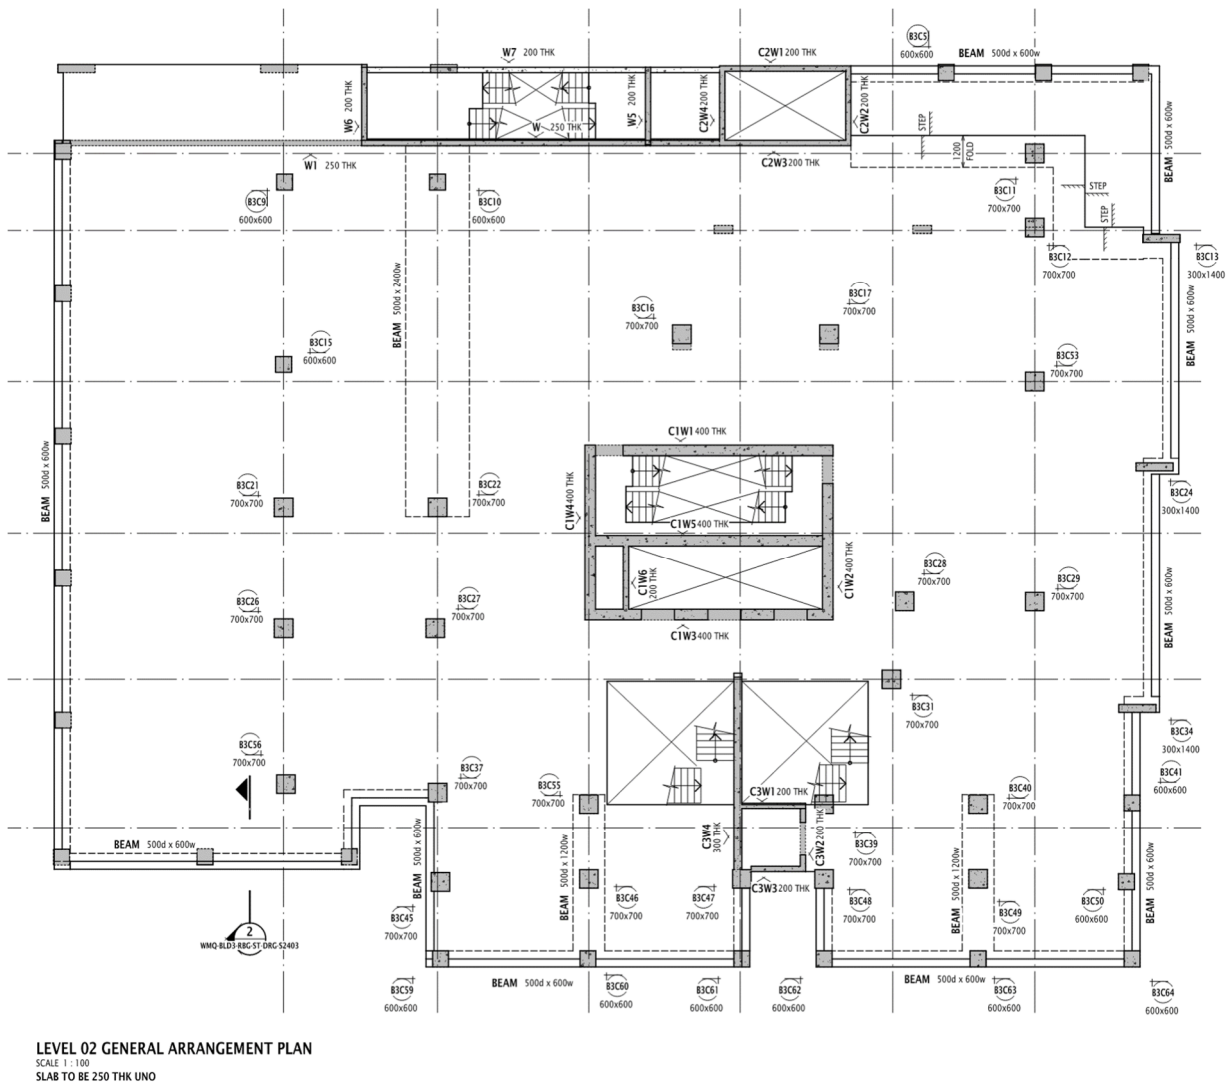 W7 200 THK
C2W1 200 THK
B3C5
600x600
BEAM 500d x 600w
W6 200 THK
W 250 THK
W5 200 THK
C2W4 200 THK
C2W2 200 THK
STEP
1200 FOLD
BEAM 500d x 600w
W1 250 THK
C2W3 200 THK
B3C9
600x600
B3C10
600x600
B3C11
700x700
STEP
STEP
B3C12
700x700
B3C13
300x1400
BEAM 500d x 2400w
B3C16
700x700
B3C17
700x700
BEAM 500d x 600w
B3C15
600x600
B3C53
700x700
C1W1 400 THK
BEAM 500d x 600w
B3C21
700x700
B3C22
700x700
C1W4 400 THK
C1W5 400 THK
B3C24
300x1400
C1W6
200 THK
C1W2 400 THK
B3C28
700x700
B3C29
700x700
BEAM 500d x 600w
B3C26
700x700
B3C27
700x700
C1W3 400 THK
B3C31
700x700
B3C34
300x1400
B3C56
700x700
B3C37
700x700
B3C55
700x700
C3W1 200 THK
B3C40
700x700
B3C41
600x600
BEAM 500d x 600w
BEAM 500d x 600w
BEAM 500d x 1200w
C3W4
300 THK
C3W2 200 THK
B3C39
700x700
C3W3 200 THK
BEAM 500d x 1200w
BEAM 500d x 600w
B3C45
700x700
B3C46
700x700
B3C47
700x700
B3C48
700x700
B3C49
700x700
B3C50
600x600
2
WMQ-BLD3-RBG-ST-DRG-S2403
BEAM 500d x 600w
BEAM 500d x 600w
B3C59
600x600
B3C60
600x600
B3C61
600x600
B3C62
600x600
B3C63
600x600
B3C64
600x600
LEVEL 02 GENERAL ARRANGEMENT PLAN
SCALE 1 : 100
SLAB TO BE 250 THK UNO